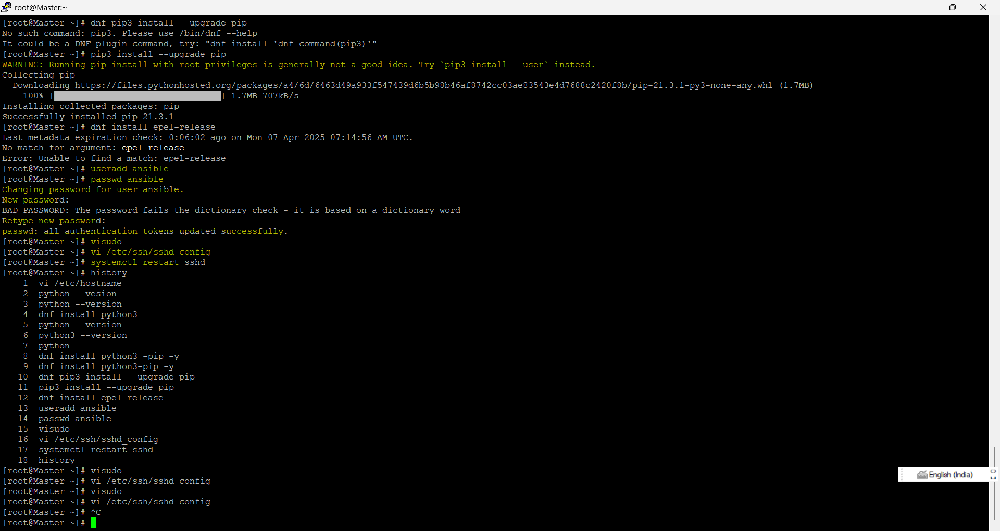 root@Master:~
[root@Master ~]# dnf pip3 install --upgrade pip
No such command: pip3. Please use /bin/dnf --help
It could be a DNF plugin command, try: "dnf install 'dnf-command(pip3)'"
[root@Master ~]# pip3 install --upgrade pip
WARNING: Running pip install with root privileges is generally not a good idea. Try `pip3 install --user` instead.
Collecting pip
  Downloading https://files.pythonhosted.org/packages/a4/6d/6463d49a933f547439d6b5b98b46af8742cc03ae83543e4d7688c2420f8b/pip-21.3.1-py3-none-any.whl (1.7MB)
    100% |                                | 1.7MB 707kB/s
Installing collected packages: pip
Successfully installed pip-21.3.1
[root@Master ~]# dnf install epel-release
Last metadata expiration check: 0:06:02 ago on Mon 07 Apr 2025 07:14:56 AM UTC.
No match for argument: epel-release
Error: Unable to find a match: epel-release
[root@Master ~]# useradd ansible
[root@Master ~]# passwd ansible
Changing password for user ansible.
New password:
BAD PASSWORD: The password fails the dictionary check - it is based on a dictionary word
Retype new password:
passwd: all authentication tokens updated successfully.
[root@Master ~]# visudo
[root@Master ~]# vi /etc/ssh/sshd_config
[root@Master ~]# systemctl restart sshd
[root@Master ~]# history
    1  vi /etc/hostname
    2  python --vesion
    3  python --version
    4  dnf install python3
    5  python --version
    6  python3 --version
    7  python
    8  dnf install python3 -pip -y
    9  dnf install python3-pip -y
   10  dnf pip3 install --upgrade pip
   11  pip3 install --upgrade pip
   12  dnf install epel-release
   13  useradd ansible
   14  passwd ansible
   15  visudo
   16  vi /etc/ssh/sshd_config
   17  systemctl restart sshd
   18  history
[root@Master ~]# visudo
[root@Master ~]# vi /etc/ssh/sshd_config
[root@Master ~]# visudo
[root@Master ~]# vi /etc/ssh/sshd_config
[root@Master ~]# ^C
[root@Master ~]#
English (India)